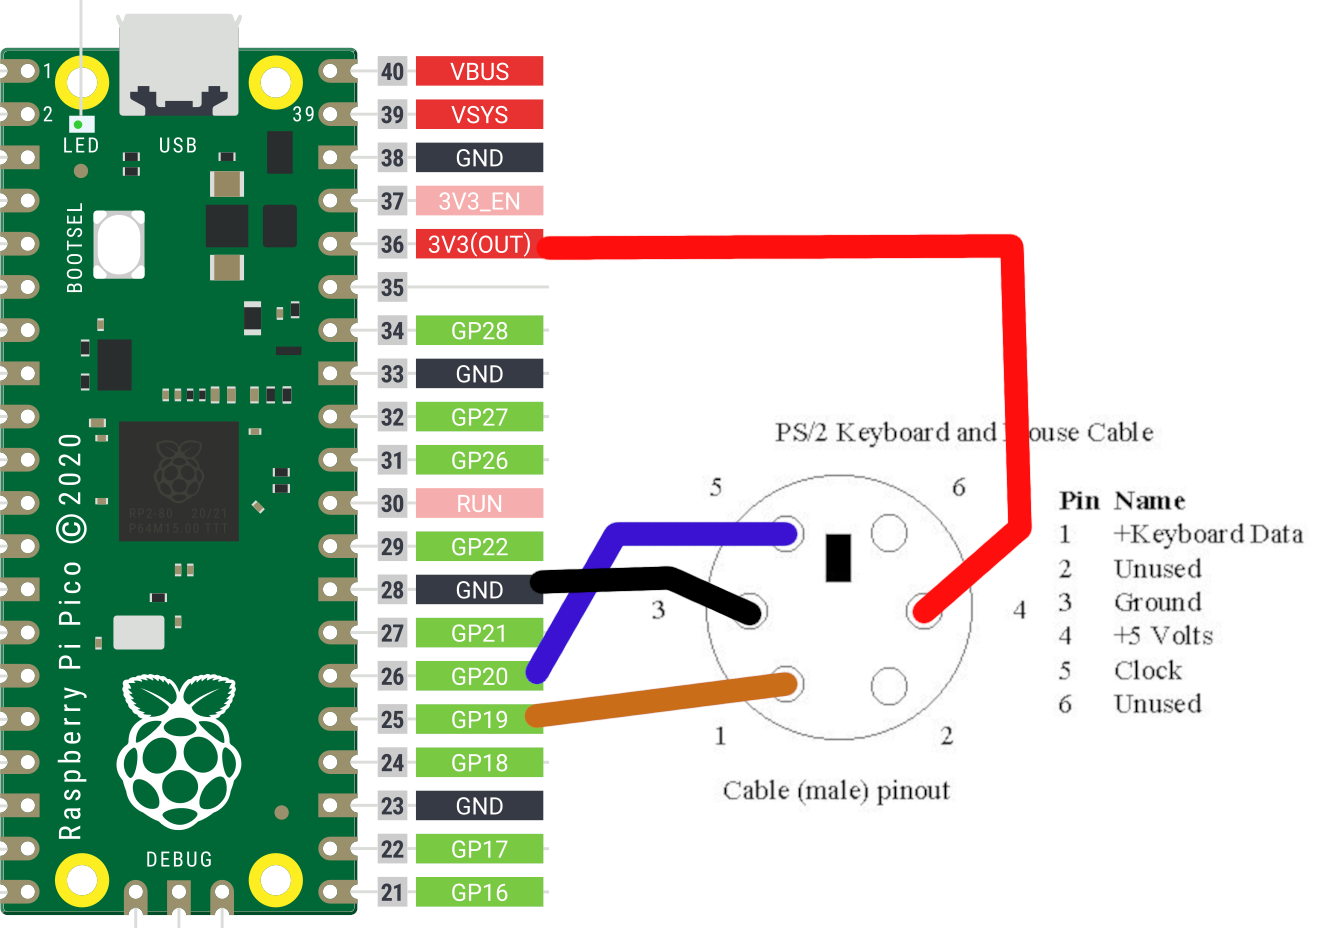 1
2
39
LED
USB
BOOTSEL
Raspberry Pi Pico © 2020
RP2-B0 20/21
P64M15.00 TTT
DEBUG
40 VBUS
39 VSYS
38 GND
37 3V3_EN
36 3V3(OUT)
35
34 GP28
33 GND
32 GP27
31 GP26
30 RUN
29 GP22
28 GND
27 GP21
26 GP20
25 GP19
24 GP18
23 GND
22 GP17
21 GP16
PS/2 Keyboard and Mouse Cable
5
6
3
4
1
2
Cable (male) pinout
Pin Name
1 +Keyboard Data
2 Unused
3 Ground
4 +5 Volts
5 Clock
6 Unused